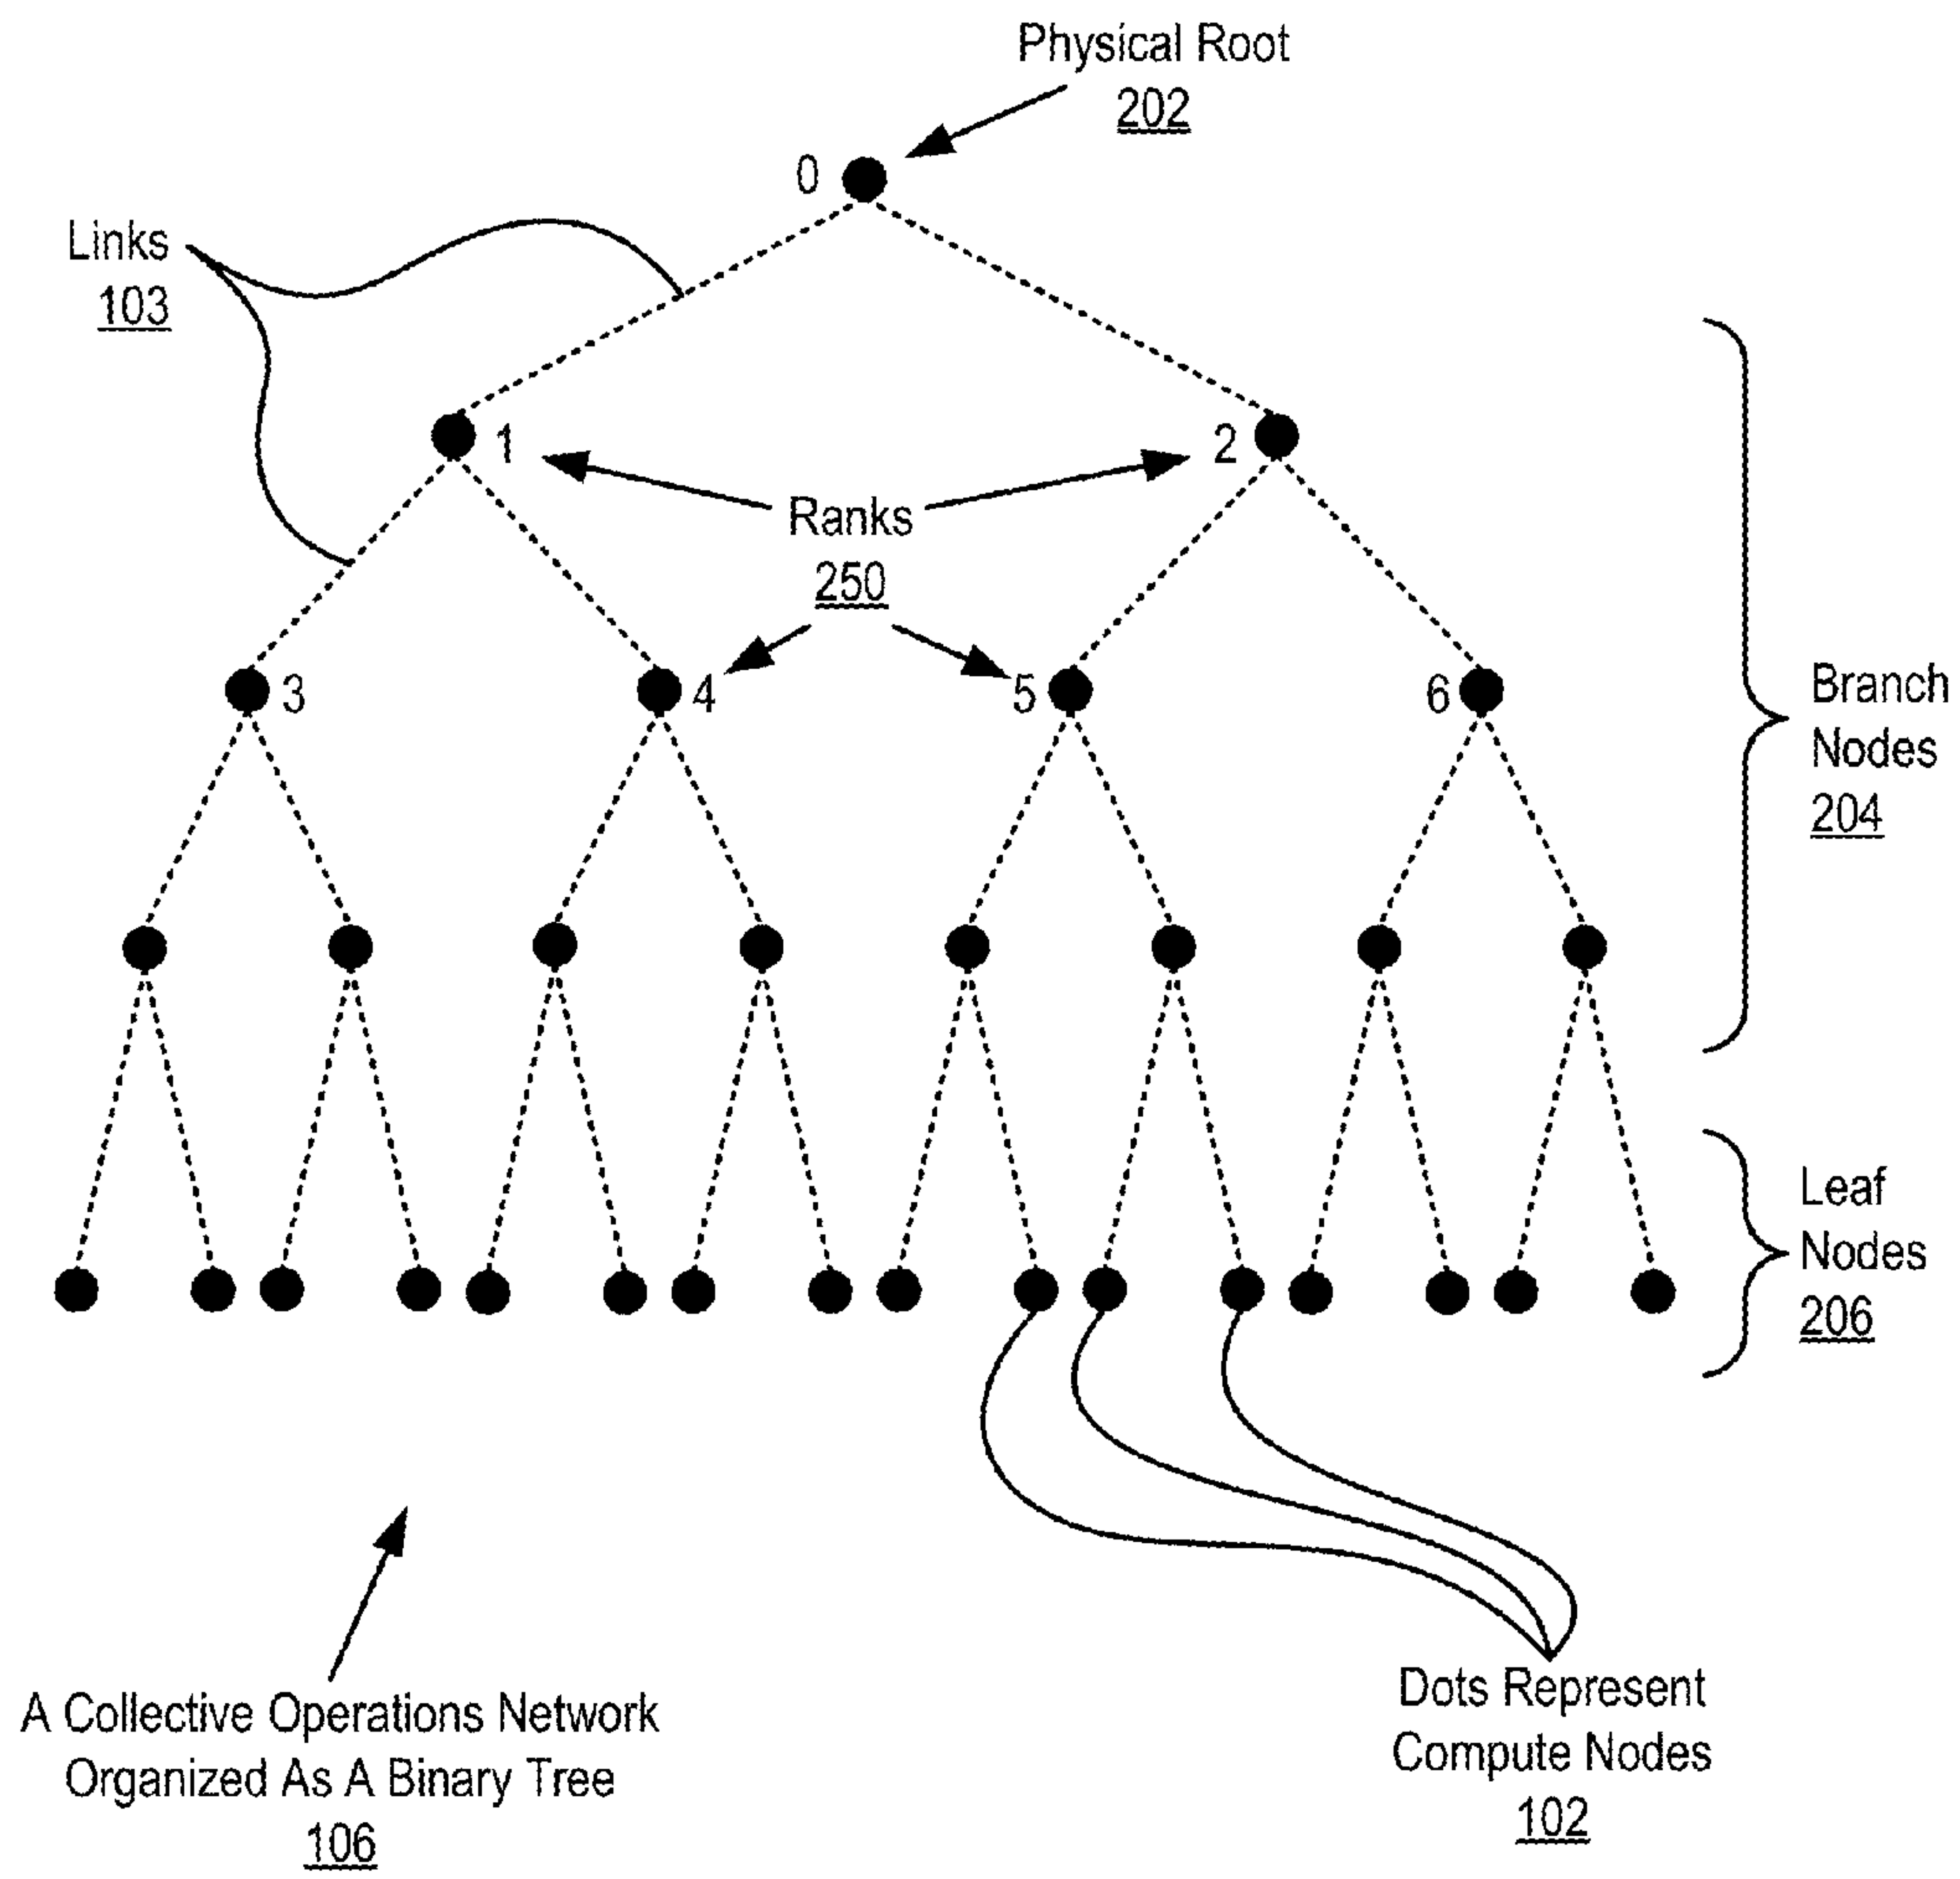 Physical Root
202
0
Links
103
1
2
Ranks
250
3
4
5
6
Branch
Nodes
204
Leaf
Nodes
206
A Collective Operations Network
Organized As A Binary Tree
106
Dots Represent
Compute Nodes
102